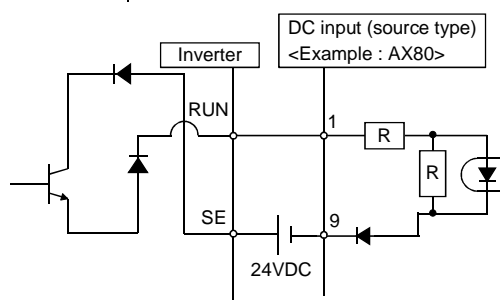 DC input (source type)
<Example : AX80>
Inverter
RUN
1
R
R
SE
9
24VDC